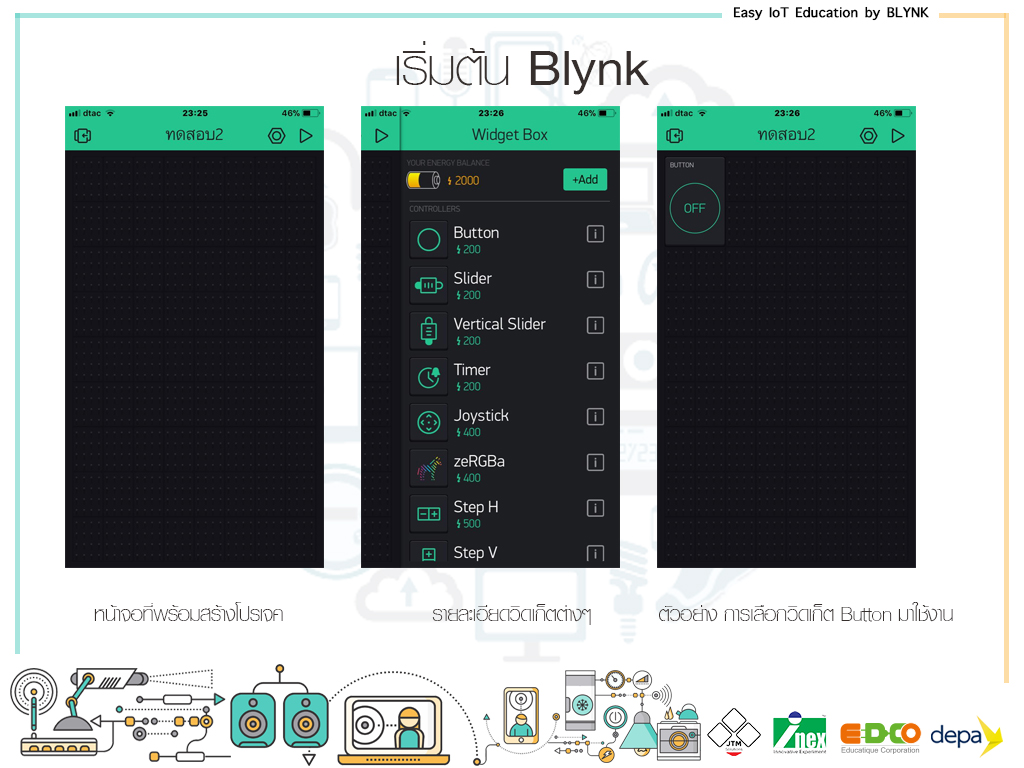 Easy IoT Education by BLYNK
เริ่มต้น Blynk
dtac 23:25 46%
ทดสอบ2
dtac 23:26 46%
Widget Box
YOUR ENERGY BALANCE
2000 +Add
CONTROLLERS
Button
200
Slider
200
Vertical Slider
200
Timer
200
Joystick
400
zeRGBa
400
Step H
500
Step V
dtac 23:26 46%
ทดสอบ2
BUTTON
OFF
หน้าจอที่พร้อมสร้างโปรเจค
รายละเอียดวิดเก็ตต่างๆ
ตัวอย่าง การเลือกวิดเก็ต Button มาใช้งาน
JTM
inex
Innovative Experiment
EDCO
Educatique Corporation
depa